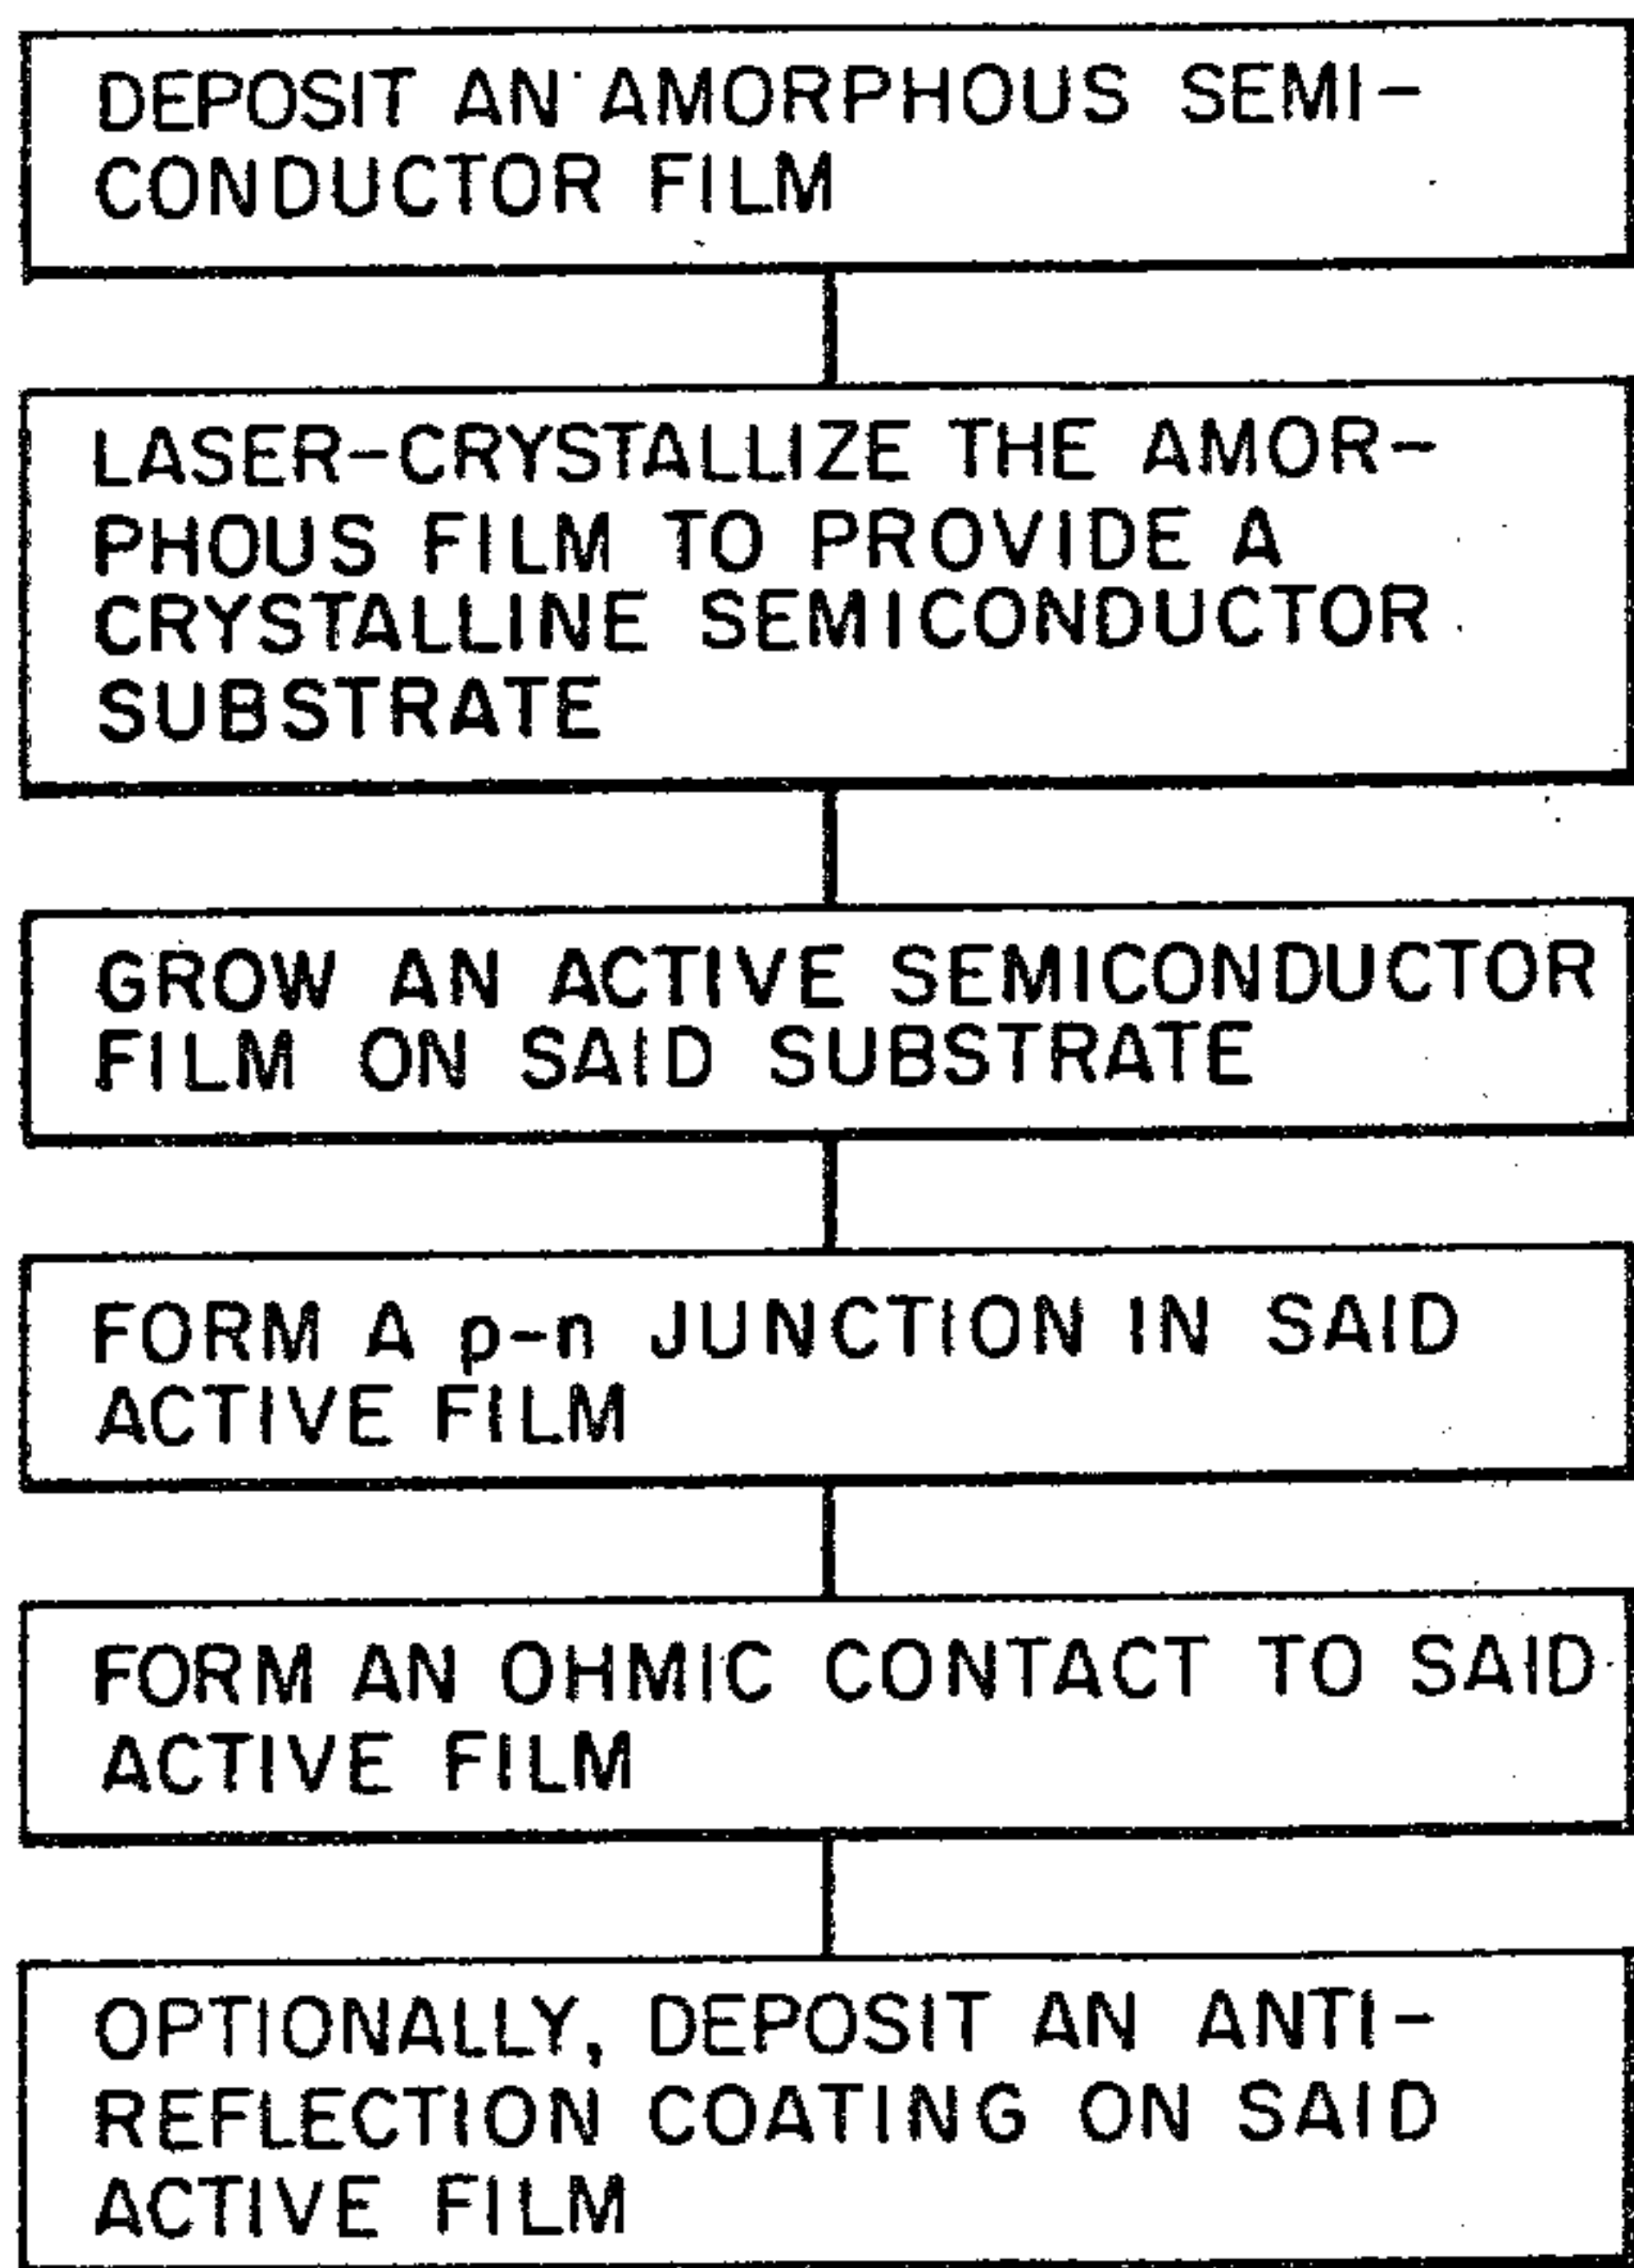 DEPOSIT AN AMORPHOUS SEMI-
CONDUCTOR FILM
LASER-CRYSTALLIZE THE AMOR-
PHOUS FILM TO PROVIDE A
CRYSTALLINE SEMICONDUCTOR
SUBSTRATE
GROW AN ACTIVE SEMICONDUCTOR
FILM ON SAID SUBSTRATE
FORM A p-n JUNCTION IN SAID
ACTIVE FILM
FORM AN OHMIC CONTACT TO SAID
ACTIVE FILM
OPTIONALLY, DEPOSIT AN ANTI-
REFLECTION COATING ON SAID
ACTIVE FILM